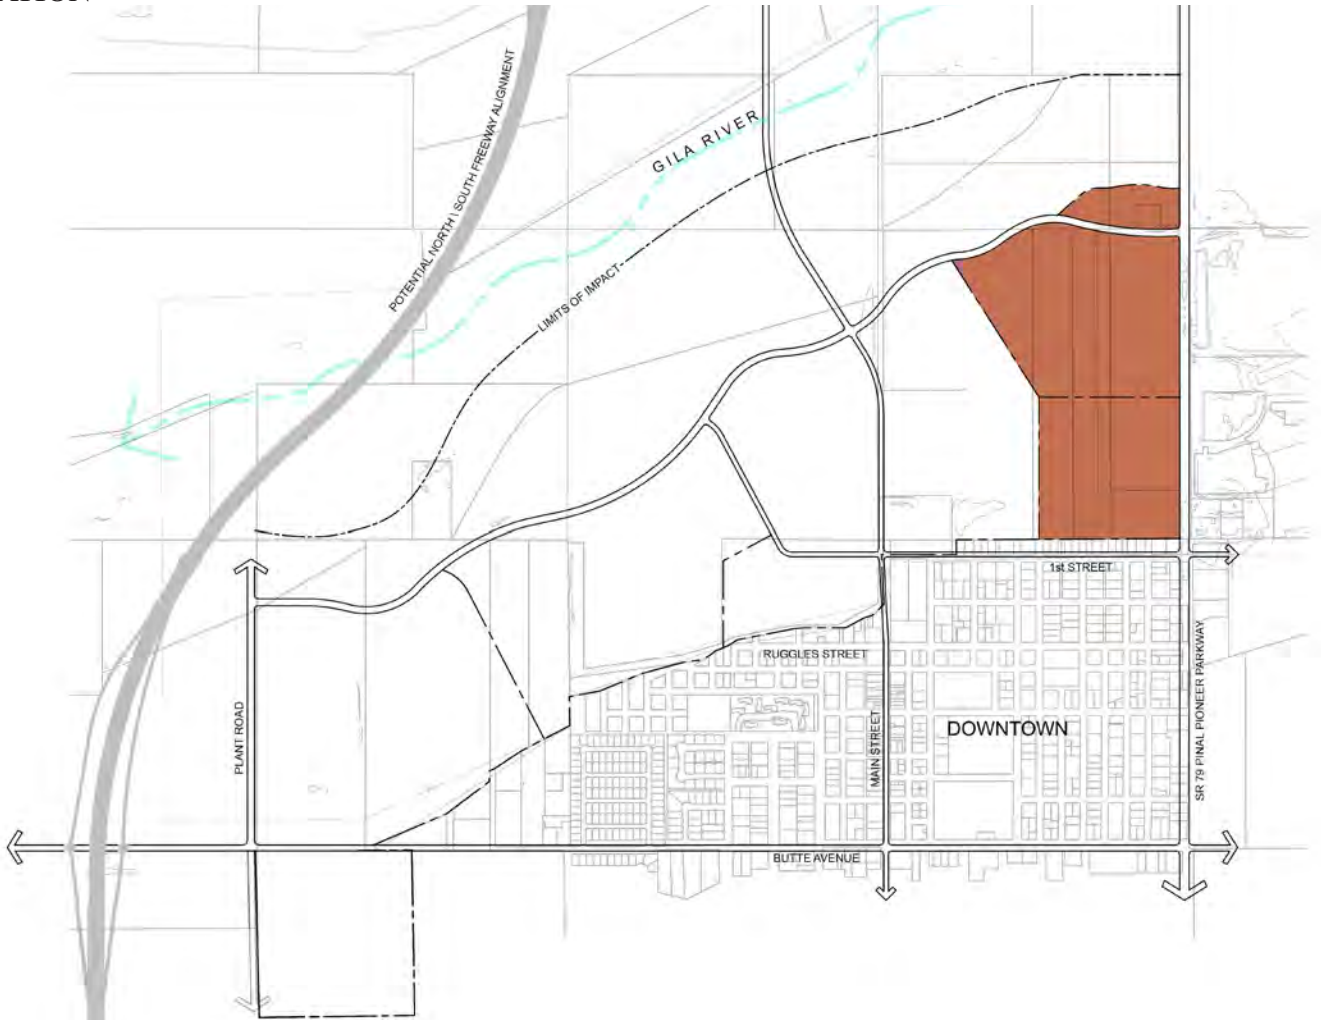 POTENTIAL NORTH \ SOUTH FREEWAY ALIGNMENT
GILA RIVER
LIMITS OF IMPACT
1st STREET
RUGGLES STREET
PLANT ROAD
MAIN STREET
DOWNTOWN
SR 79 PINAL PIONEER PARKWAY
BUTTE AVENUE